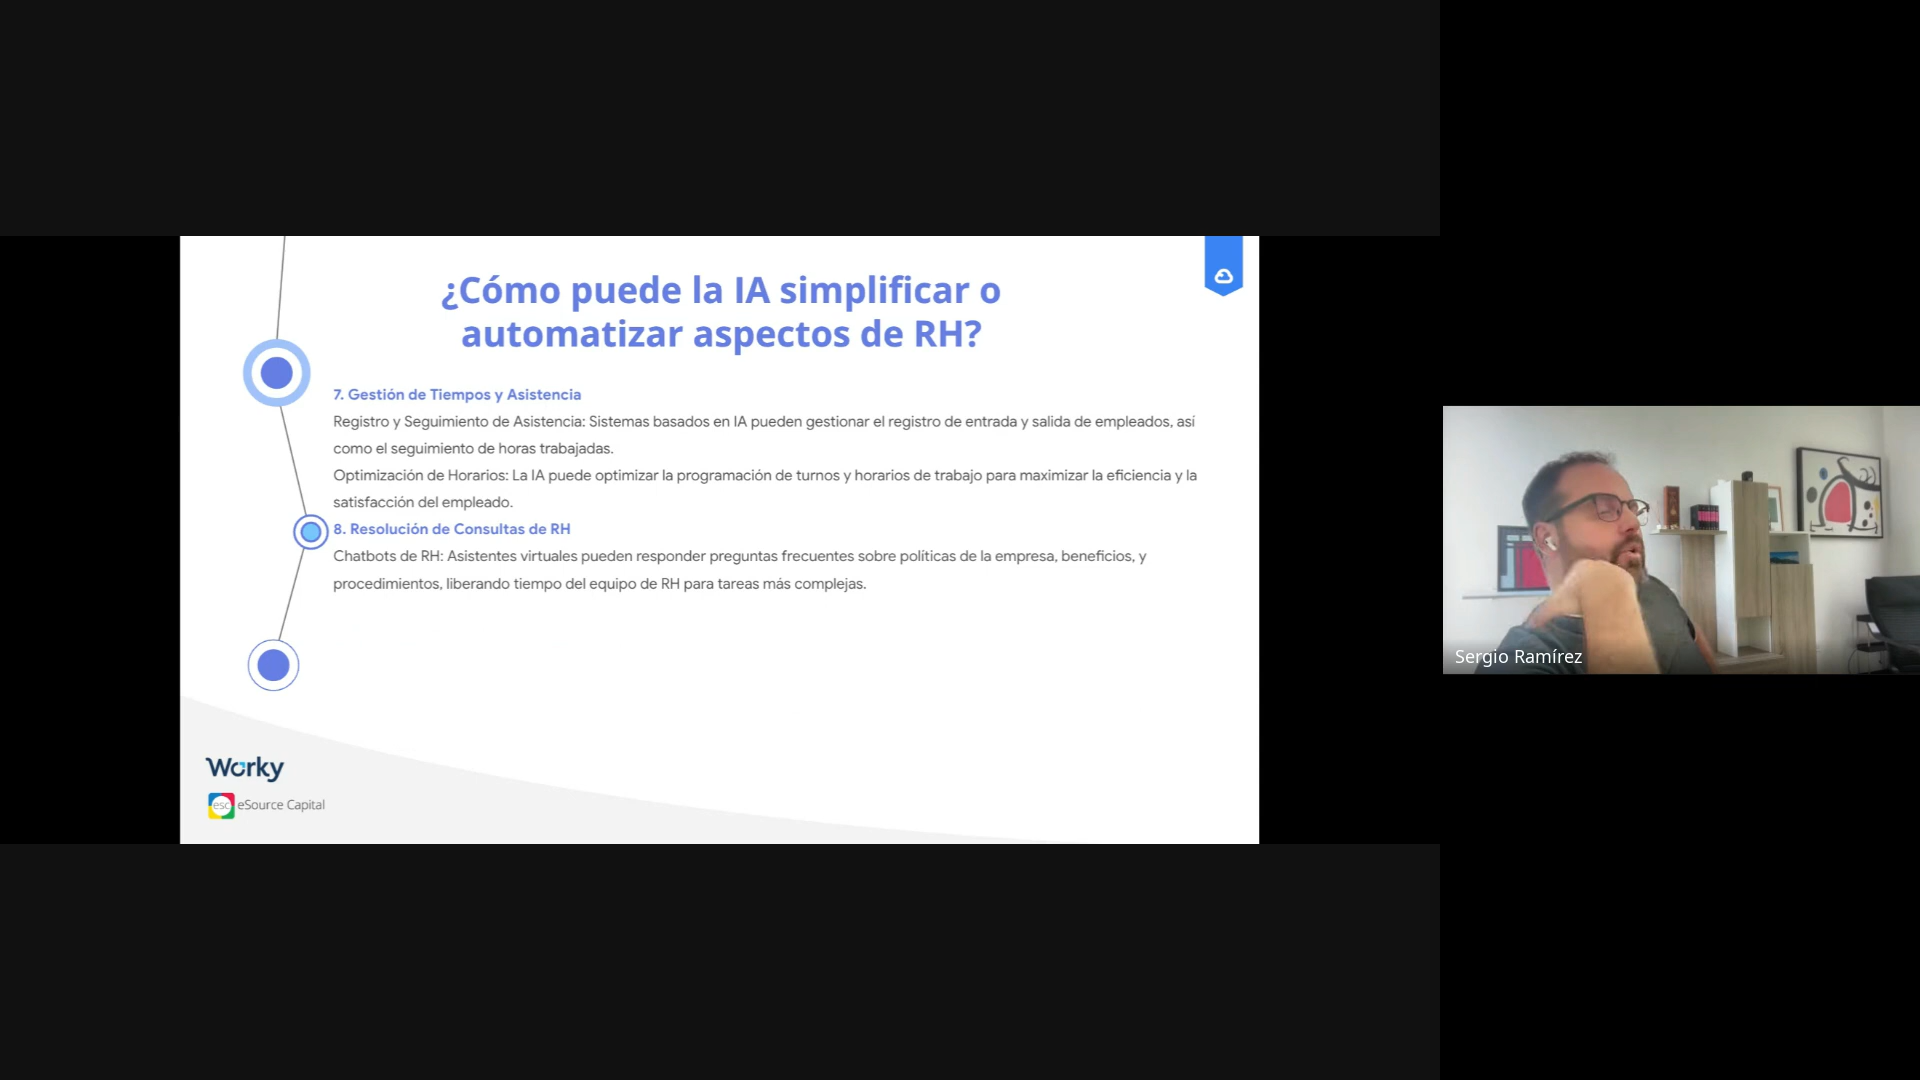 ¿Cómo puede la IA simplificar o
automatizar aspectos de RH?
7. Gestión de Tiempos y Asistencia
Registro y Seguimiento de Asistencia: Sistemas basados en IA pueden gestionar el registro de entrada y salida de empleados, así
como el seguimiento de horas trabajadas.
Optimización de Horarios: La IA puede optimizar la programación de turnos y horarios de trabajo para maximizar la eficiencia y la
satisfacción del empleado.
8. Resolución de Consultas de RH
Chatbots de RH: Asistentes virtuales pueden responder preguntas frecuentes sobre políticas de la empresa, beneficios, y
procedimientos, liberando tiempo del equipo de RH para tareas más complejas.
Worky
esc eSource Capital
Sergio Ramírez